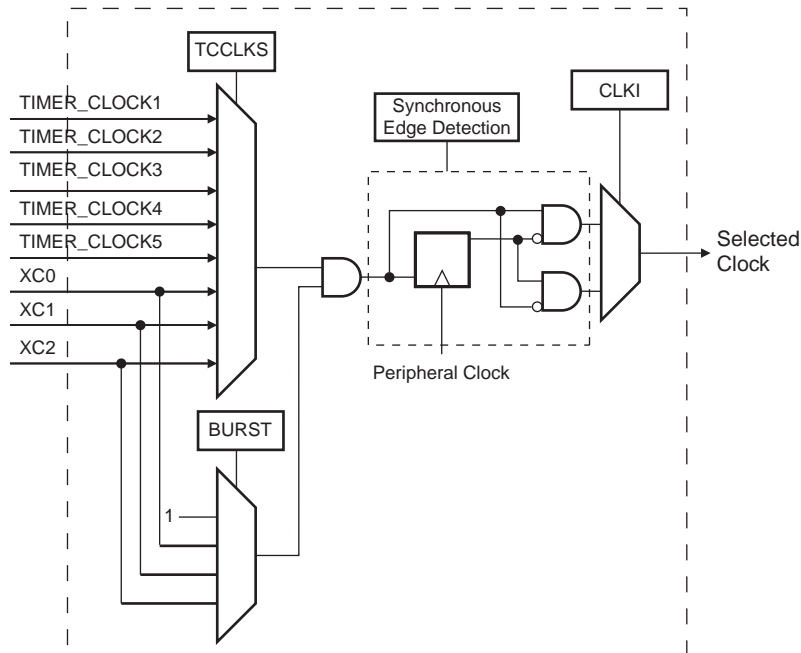 TCCLKS
TIMER_CLOCK1
TIMER_CLOCK2
TIMER_CLOCK3
TIMER_CLOCK4
TIMER_CLOCK5
XC0
XC1
XC2
Synchronous
Edge Detection
CLKI
Selected
Clock
Peripheral Clock
BURST
1